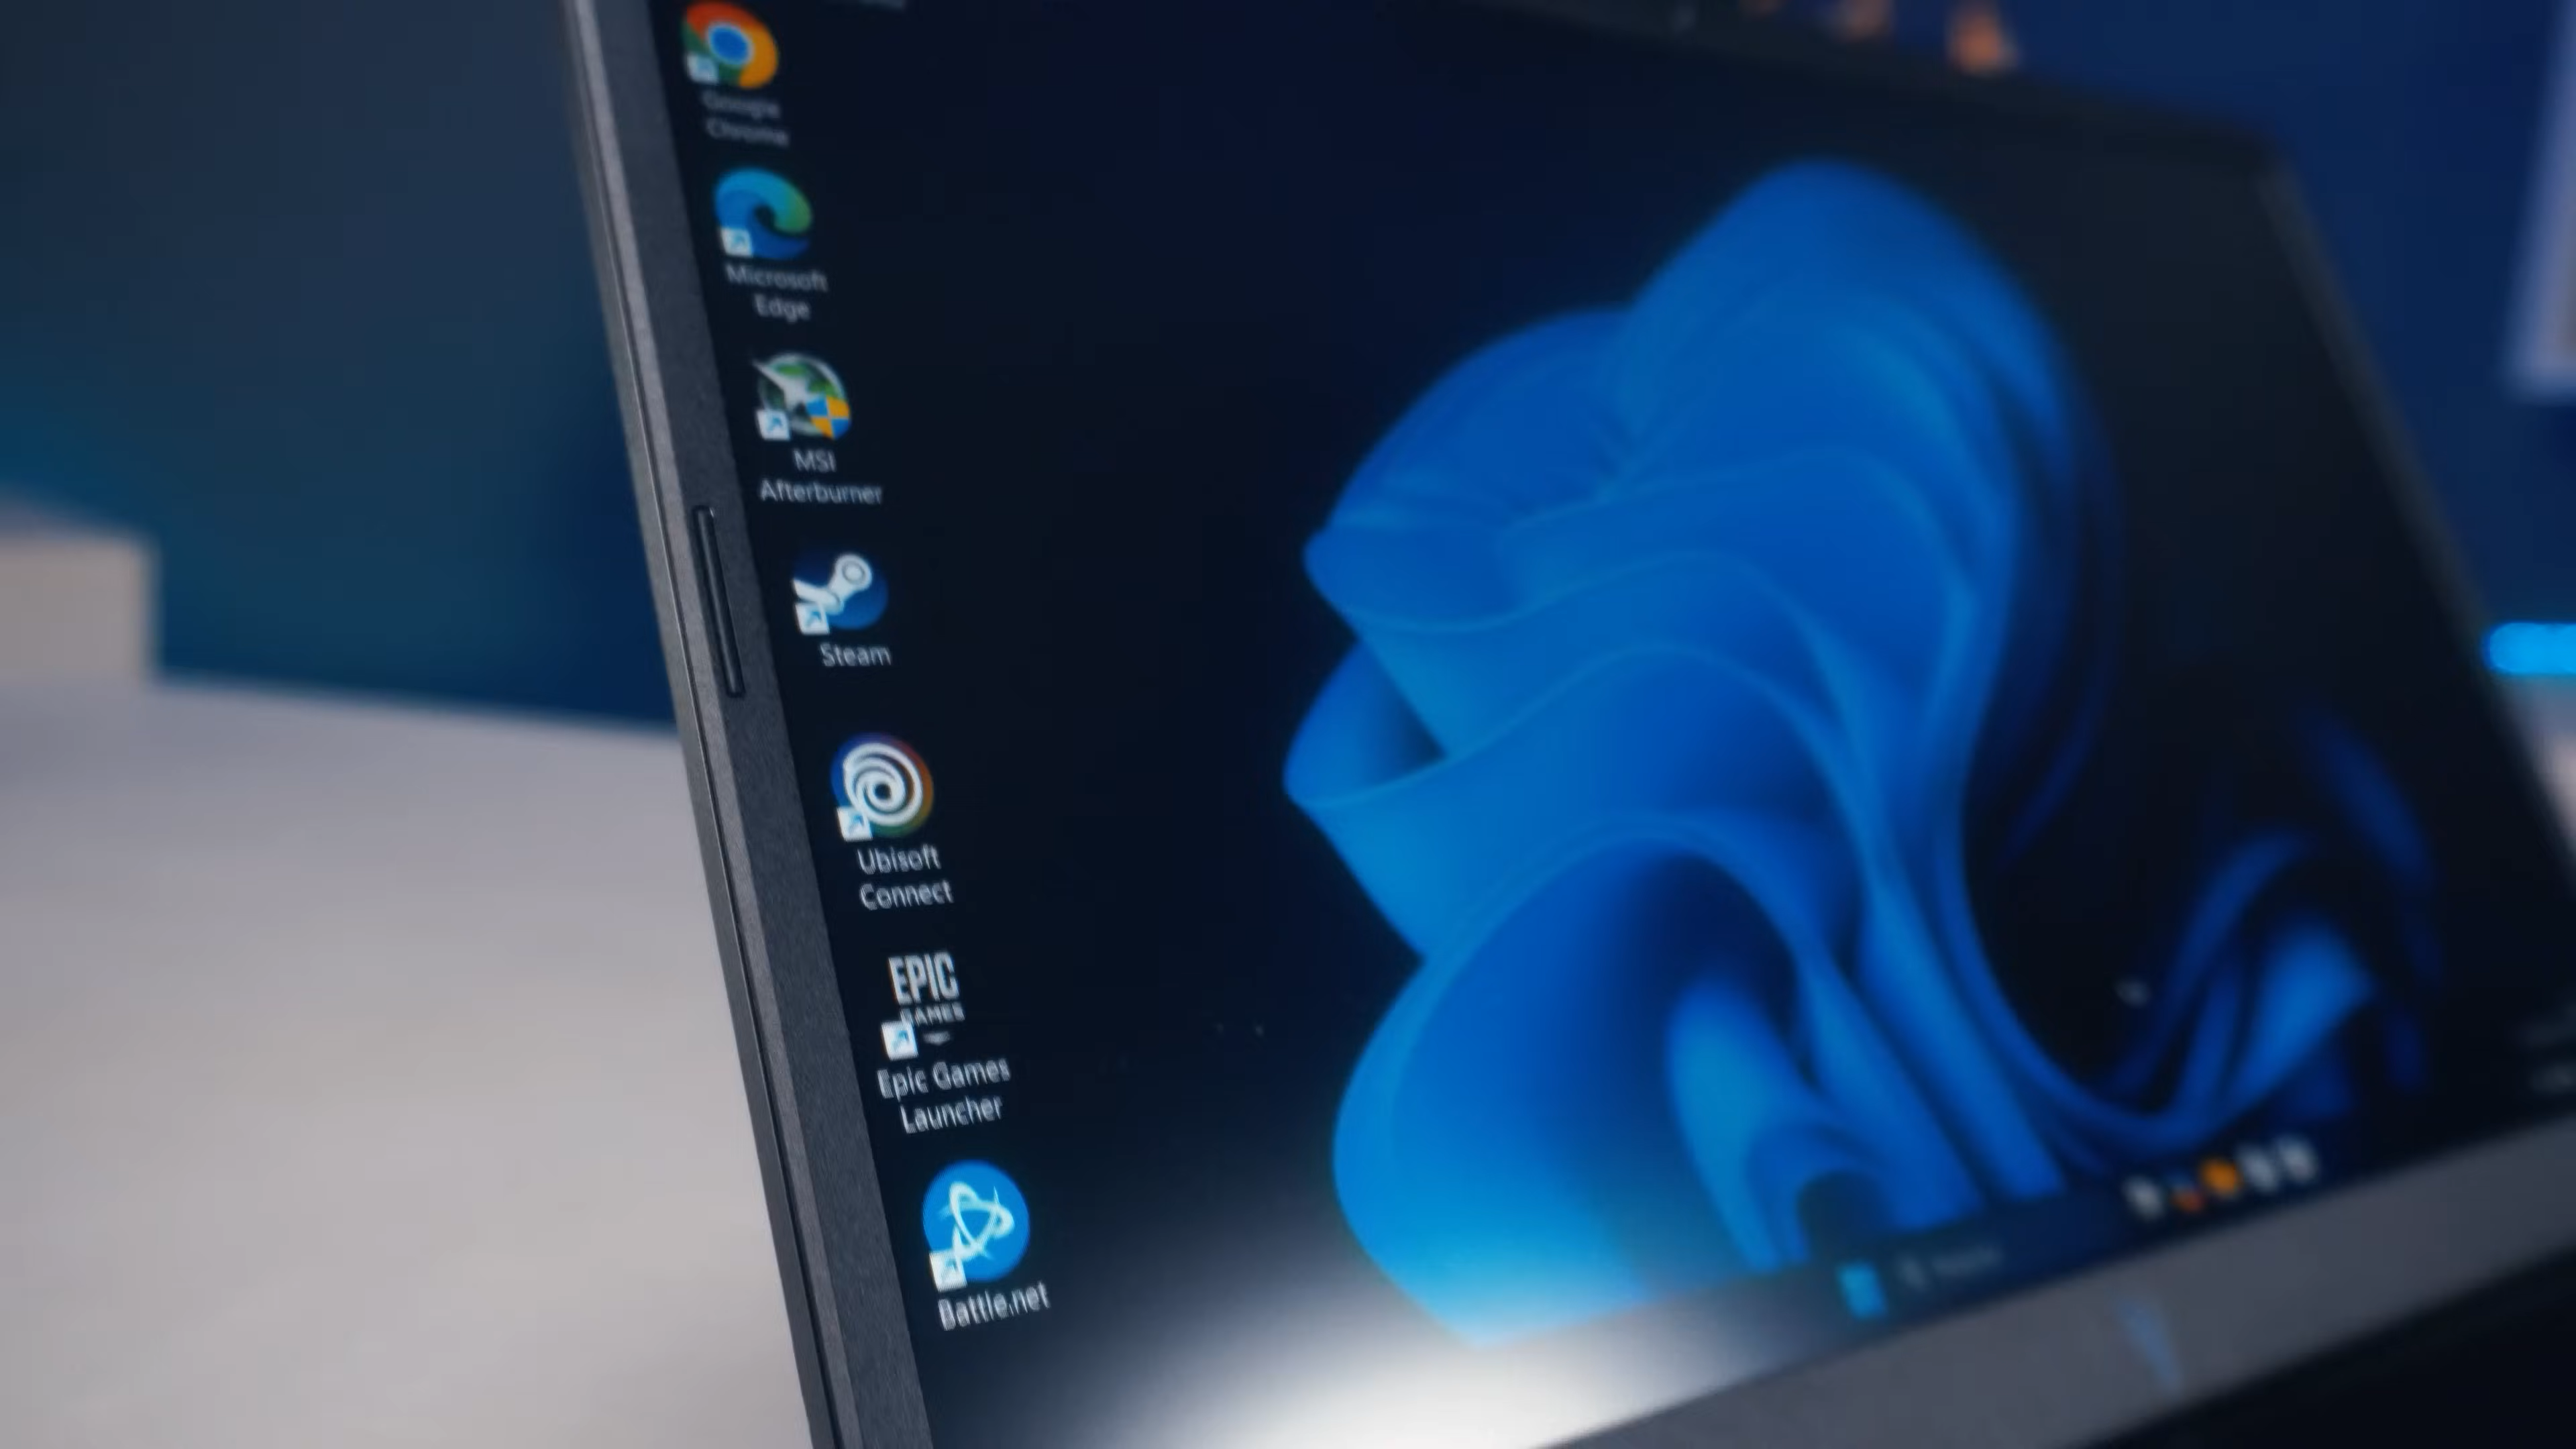 Google
Chrome
Microsoft
Edge
MSI
Afterburner
Steam
Ubisoft
Connect
EPIC
GAMES
Epic Games
Launcher
Battle.net